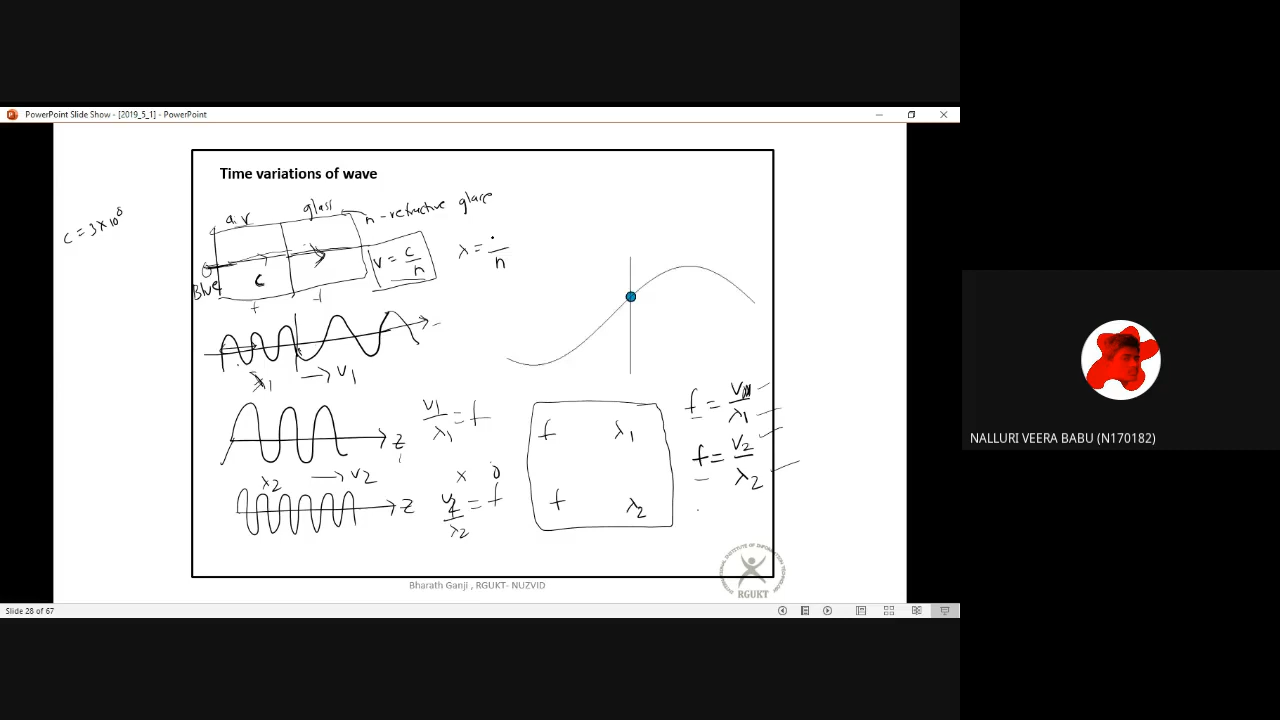 PowerPoint Slide Show - [2019_5_1] - PowerPoint
Time variations of wave
c = 3×10⁸
air
glass
n - refractive glare
Blue
c
v = c/n
λ = /n
λ1
→ v1
v1/λ1 = f
z
λ2
→ v2
v2/λ2 = f
z
f λ1
f λ2
f = v1/λ1
f = v2/λ2
NALLURI VEERA BABU (N170182)
RGUKT
Bharath Ganji , RGUKT- NUZVID
Slide 28 of 67